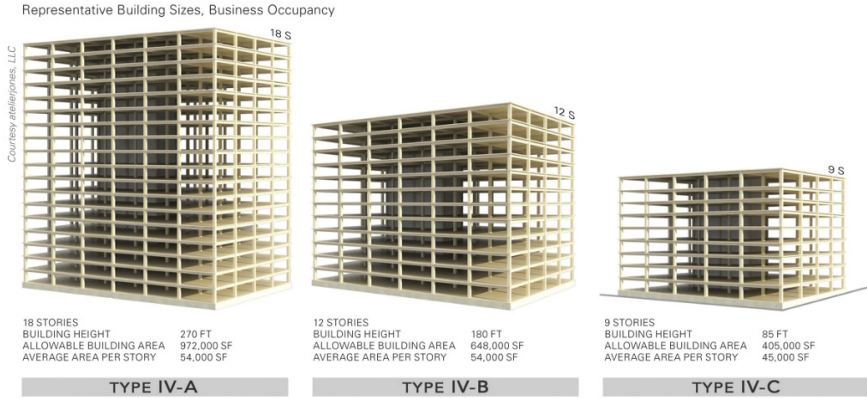 Representative Building Sizes, Business Occupancy
Courtesy atelierjones, LLC
18 S
12 S
9 S
18 STORIES
BUILDING HEIGHT 270 FT
ALLOWABLE BUILDING AREA 972,000 SF
AVERAGE AREA PER STORY 54,000 SF
TYPE IV-A
12 STORIES
BUILDING HEIGHT 180 FT
ALLOWABLE BUILDING AREA 648,000 SF
AVERAGE AREA PER STORY 54,000 SF
TYPE IV-B
9 STORIES
BUILDING HEIGHT 85 FT
ALLOWABLE BUILDING AREA 405,000 SF
AVERAGE AREA PER STORY 45,000 SF
TYPE IV-C